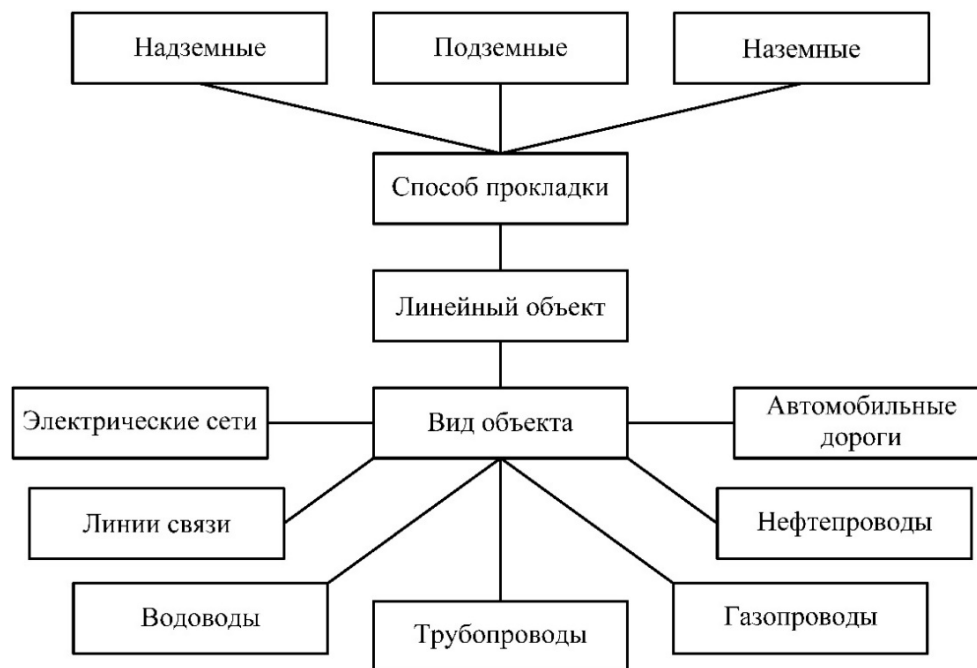 Надземные
Подземные
Наземные
Способ прокладки
Линейный объект
Электрические сети
Вид объекта
Автомобильные
дороги
Линии связи
Нефтепроводы
Водоводы
Трубопроводы
Газопроводы